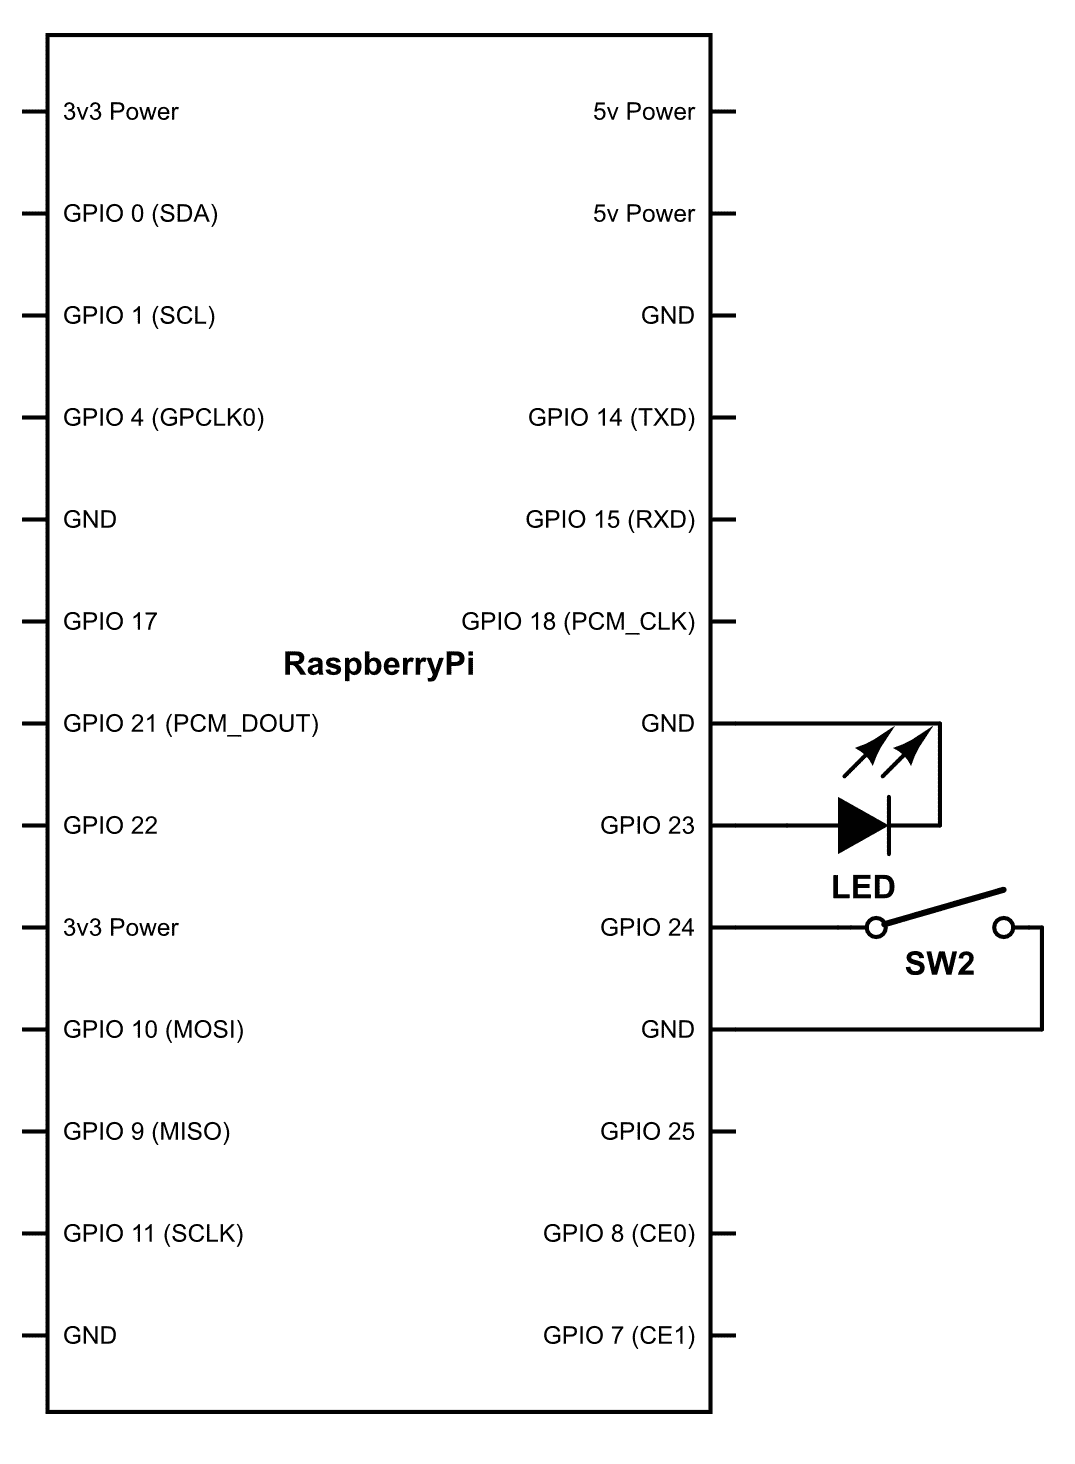 3v3 Power
5v Power
GPIO 0 (SDA)
5v Power
GPIO 1 (SCL)
GND
GPIO 4 (GPCLK0)
GPIO 14 (TXD)
GND
GPIO 15 (RXD)
GPIO 17
GPIO 18 (PCM_CLK)
RaspberryPi
GPIO 21 (PCM_DOUT)
GND
GPIO 22
GPIO 23
LED
3v3 Power
GPIO 24
SW2
GPIO 10 (MOSI)
GND
GPIO 9 (MISO)
GPIO 25
GPIO 11 (SCLK)
GPIO 8 (CE0)
GND
GPIO 7 (CE1)